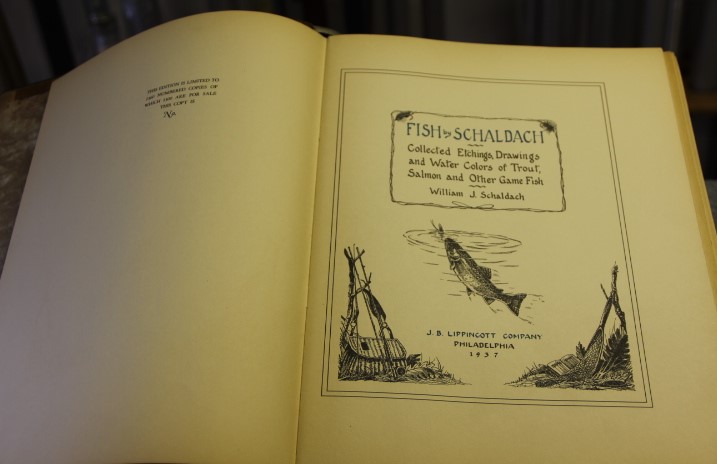 THIS EDITION IS LIMITED TO
NUMBERED COPIES OF
WHICH ARE FOR SALE
THIS COPY IS
No.
FISH by SCHALDACH
Collected Etchings, Drawings
and Water Colors of Trout,
Salmon and Other Game Fish
William J. Schaldach
J. B. LIPPINCOTT COMPANY
PHILADELPHIA
1937